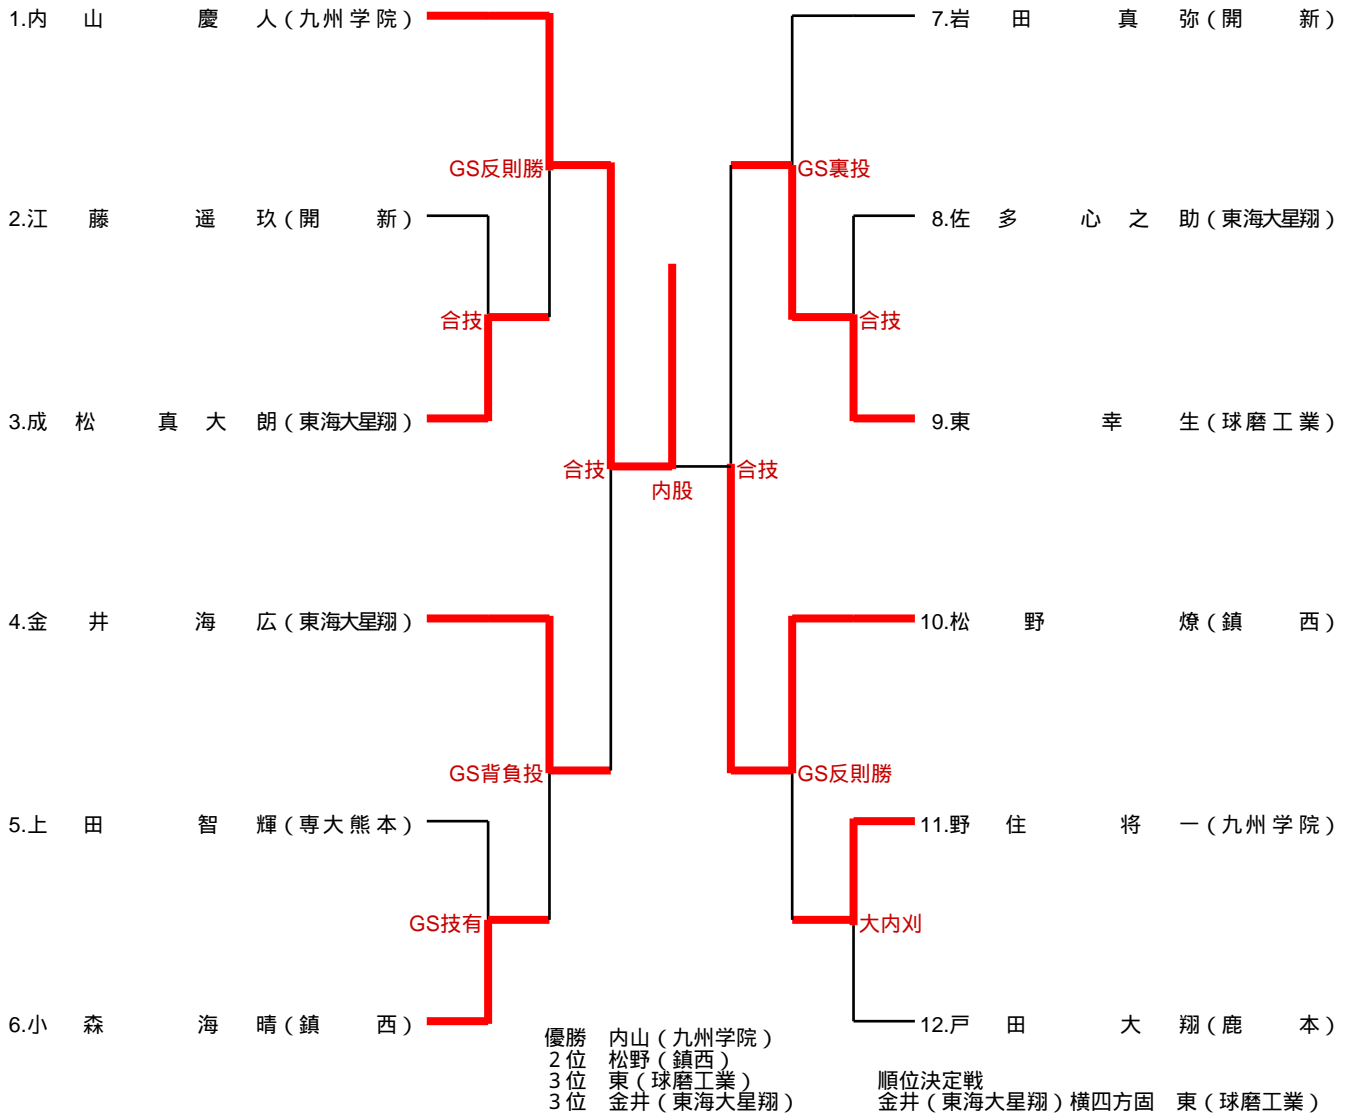 1.内山 慶人（九州学院）
7.岩田 真弥（開新）
GS反則勝
GS裏投
2.江藤 遥玖（開新）
8.佐多 心之助（東海大星翔）
合技
合技
3.成松 真大朗（東海大星翔）
9.東 幸生（球磨工業）
合技
合技
内股
4.金井 海広（東海大星翔）
10.松野 燎（鎮西）
GS背負投
GS反則勝
5.上田 智輝（専大熊本）
11.野住 将一（九州学院）
GS技有
大内刈
6.小森 海晴（鎮西）
12.戸田 大翔（鹿本）
優勝 内山（九州学院）
２位 松野（鎮西）
３位 東（球磨工業）
順位決定戦
３位 金井（東海大星翔）
金井（東海大星翔）横四方固 東（球磨工業）